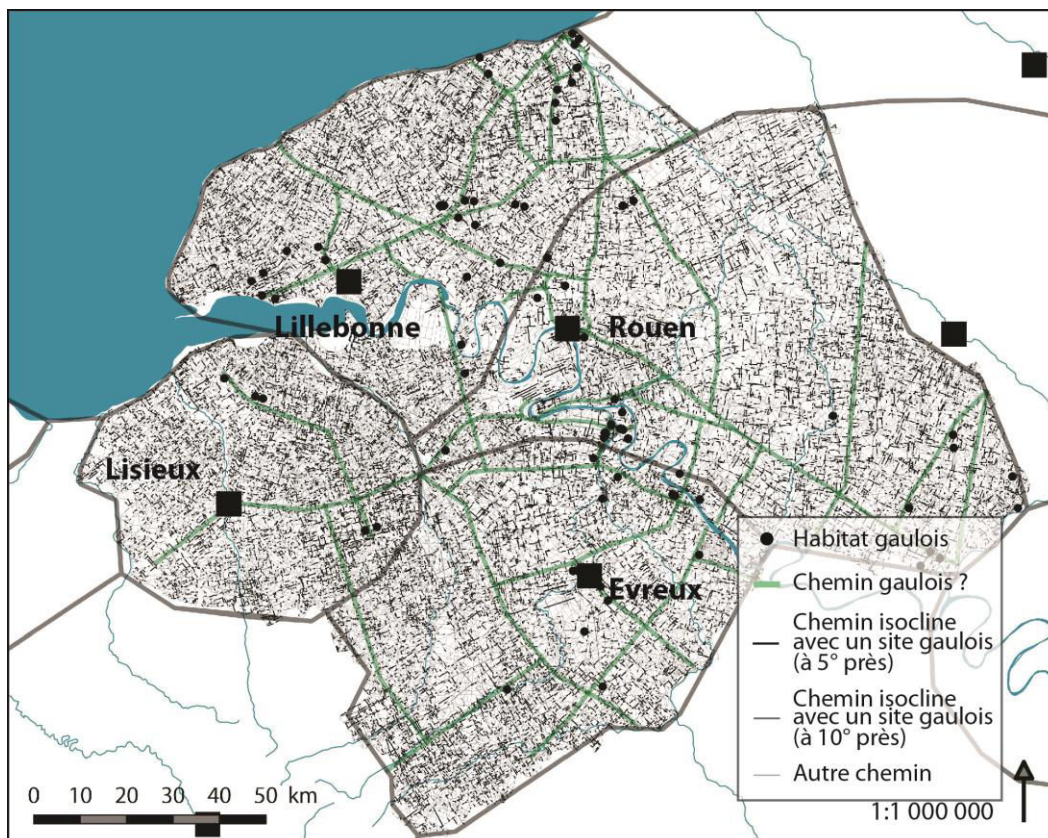 Lillebonne
Rouen
Lisieux
Evreux
Habitat gaulois
Chemin gaulois ?
Chemin isocline
avec un site gaulois
(à 5° près)
Chemin isocline
avec un site gaulois
(à 10° près)
Autre chemin
0 10 20 30 40 50 km
1:1 000 000